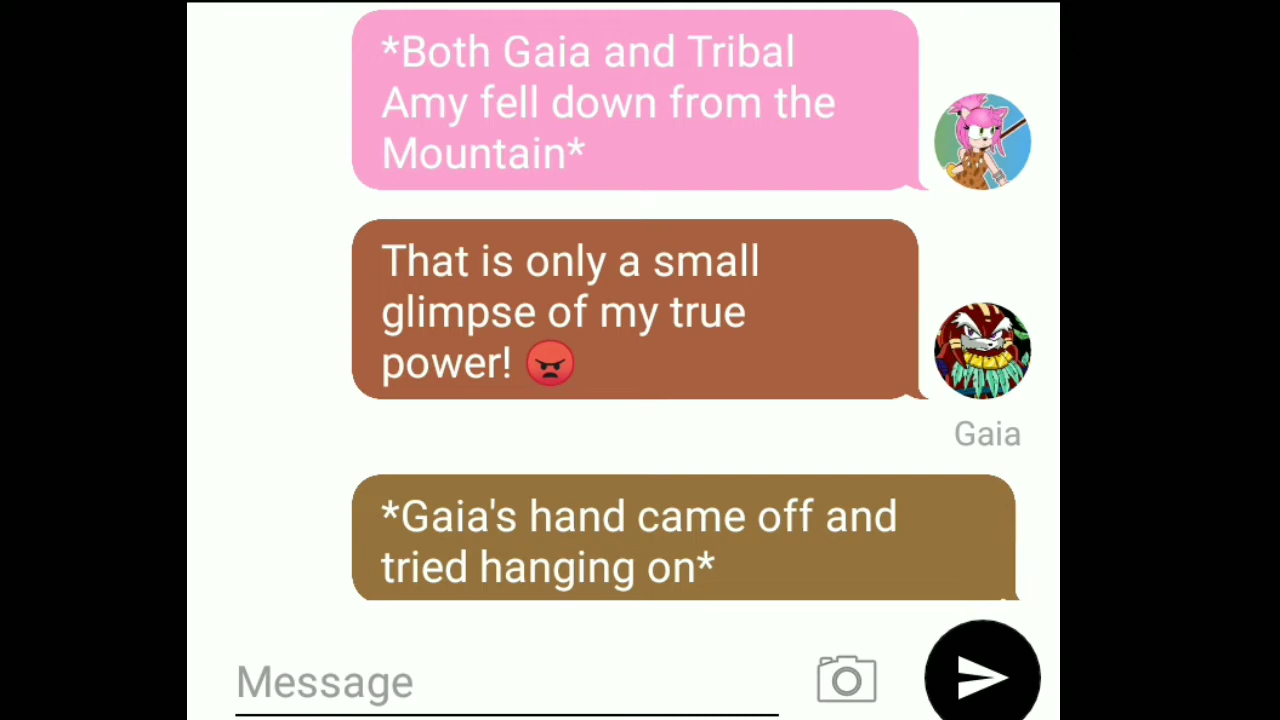 *Both Gaia and Tribal
Amy fell down from the
Mountain*
That is only a small
glimpse of my true
power! 😡
Gaia
*Gaia's hand came off and
tried hanging on*
Message